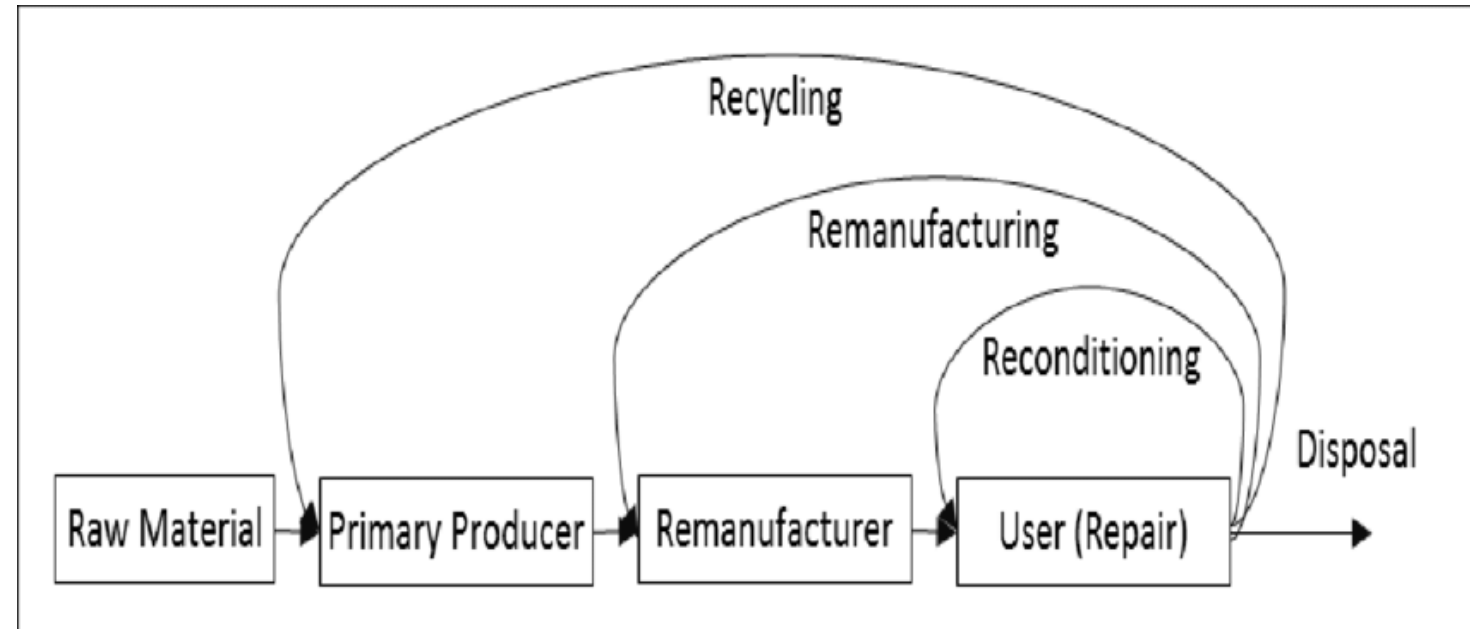 Recycling
Remanufacturing
Reconditioning
Disposal
Raw Material
Primary Producer
Remanufacturer
User (Repair)